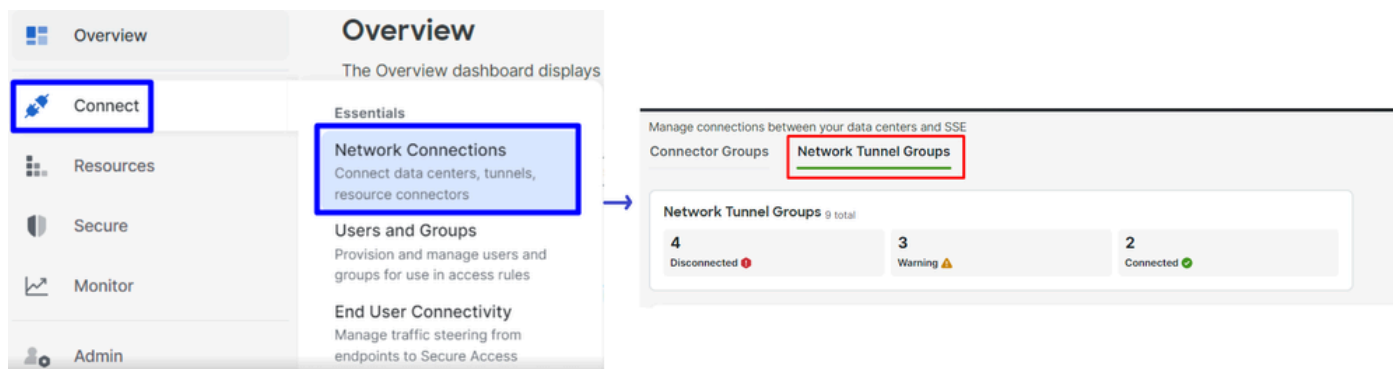 Overview
Connect
Resources
Secure
Monitor
Admin
Overview
The Overview dashboard displays
Essentials
Network Connections
Connect data centers, tunnels,
resource connectors
Users and Groups
Provision and manage users and
groups for use in access rules
End User Connectivity
Manage traffic steering from
endpoints to Secure Access
Manage connections between your data centers and SSE
Connector Groups Network Tunnel Groups
Network Tunnel Groups 9 total
4 3 2
Disconnected Warning Connected